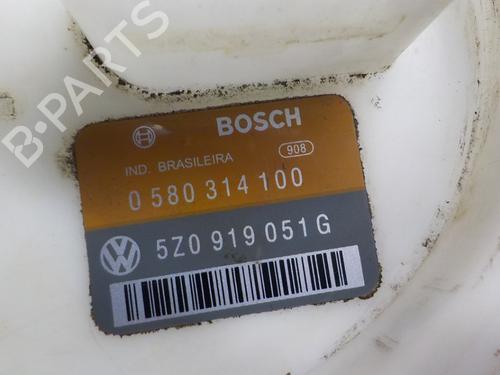 B-PARTS
BOSCH
IND. BRASILEIRA 908
0 580 314 100
5Z0 919 051 G